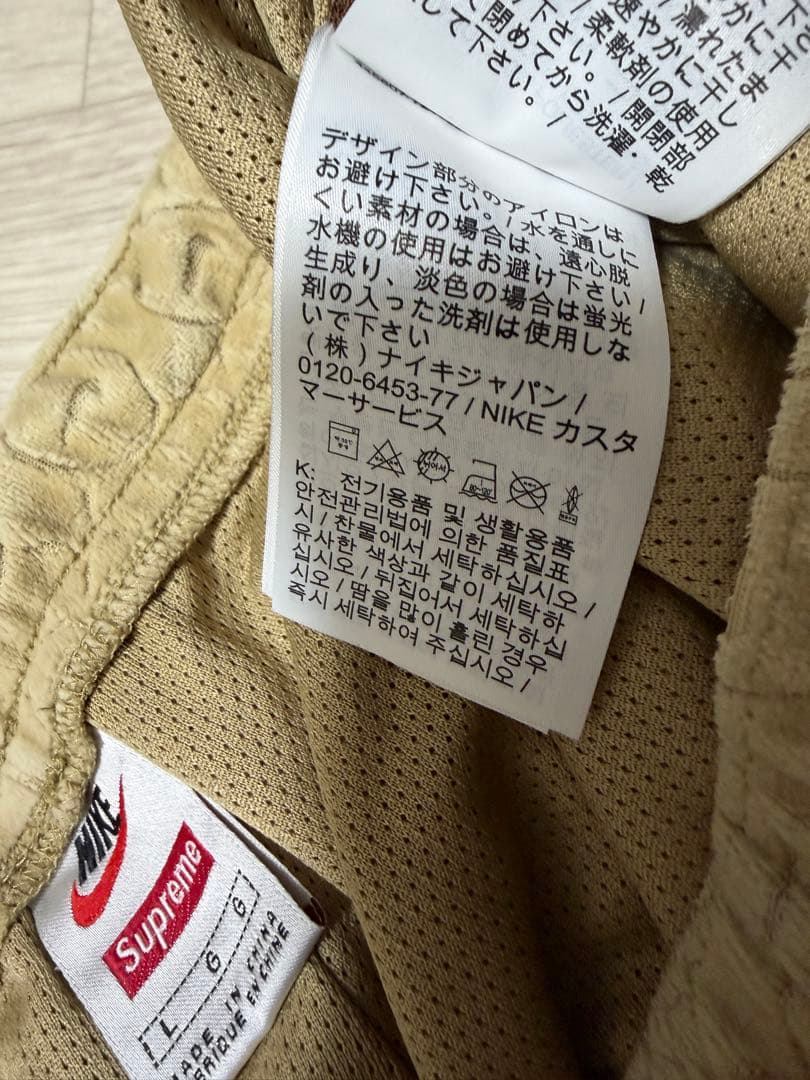 下さい
かに干
/ 濡れたま
速やかに干し
下さい。/ 柔軟剤の使用
て下さい。/ 開閉部
閉めてから洗濯・乾
して下さい。/
デザイン部分のアイロンは
お避け下さい。/ 水を通しに
くい素材の場合は、遠心脱
水機の使用はお避け下さい /
生成り、淡色の場合は蛍光
剤の入った洗剤は使用しな
いで下さい
(株) ナイキジャパン /
0120-6453-77 / NIKE カスタ
マーサービス
K: 전기용품 및 생활용품
안전관리법에 의한 품질표
시 / 찬물에서 세탁하십시오 /
유사한 색상과 같이 세탁하
십시오 / 뒤집어서 세탁하십
시오 / 땀을 많이 흘린 경우
즉시 세탁하여 주십시오 /
NIKE
Supreme
L G G
MADE IN CHINA
BRIQUÉ EN CHINE